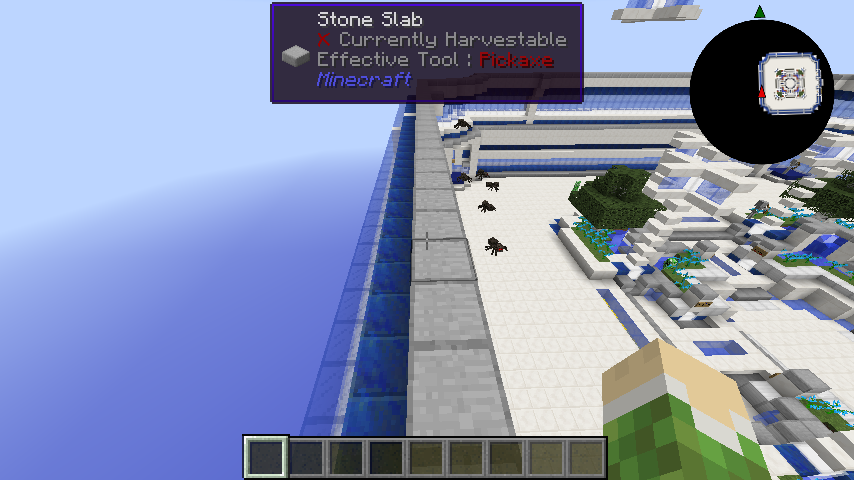 Stone Slab
X Currently Harvestable
Effective Tool : Pickaxe
Minecraft